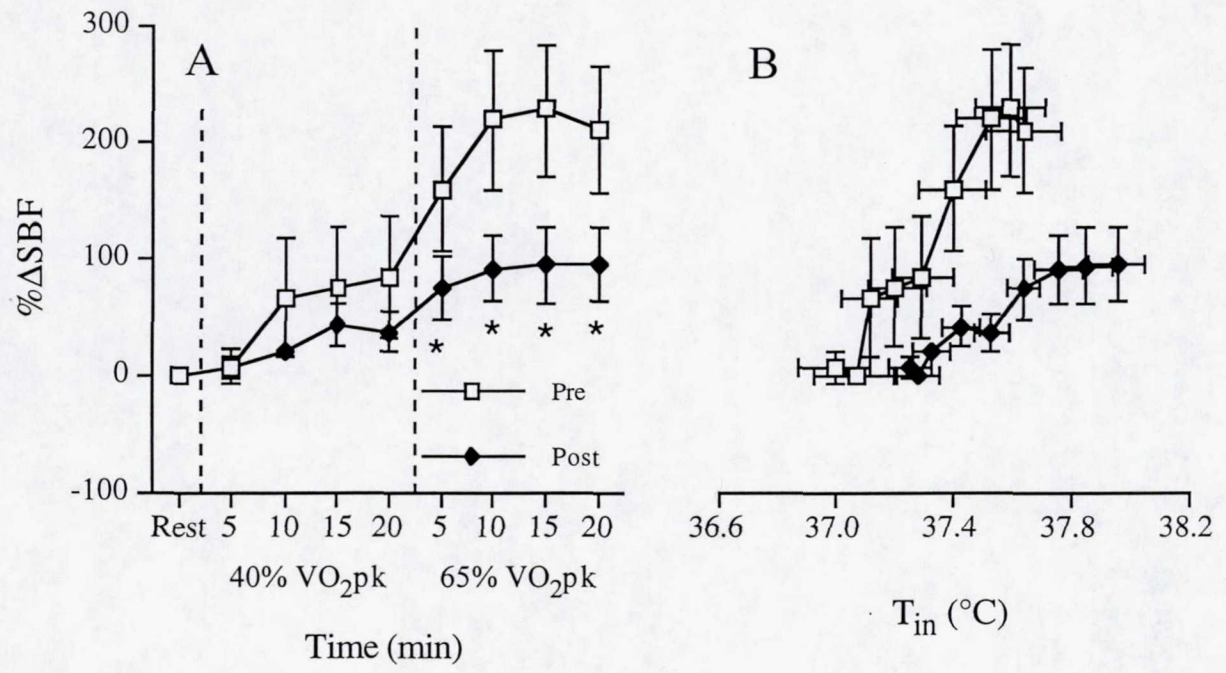 300
A
B
200
%ΔSBF
100
0
-100
*
*
*
*
Pre
Post
Rest 5 10 15 20 5 10 15 20
40% VO2pk 65% VO2pk
Time (min)
36.6 37.0 37.4 37.8 38.2
Tin (°C)